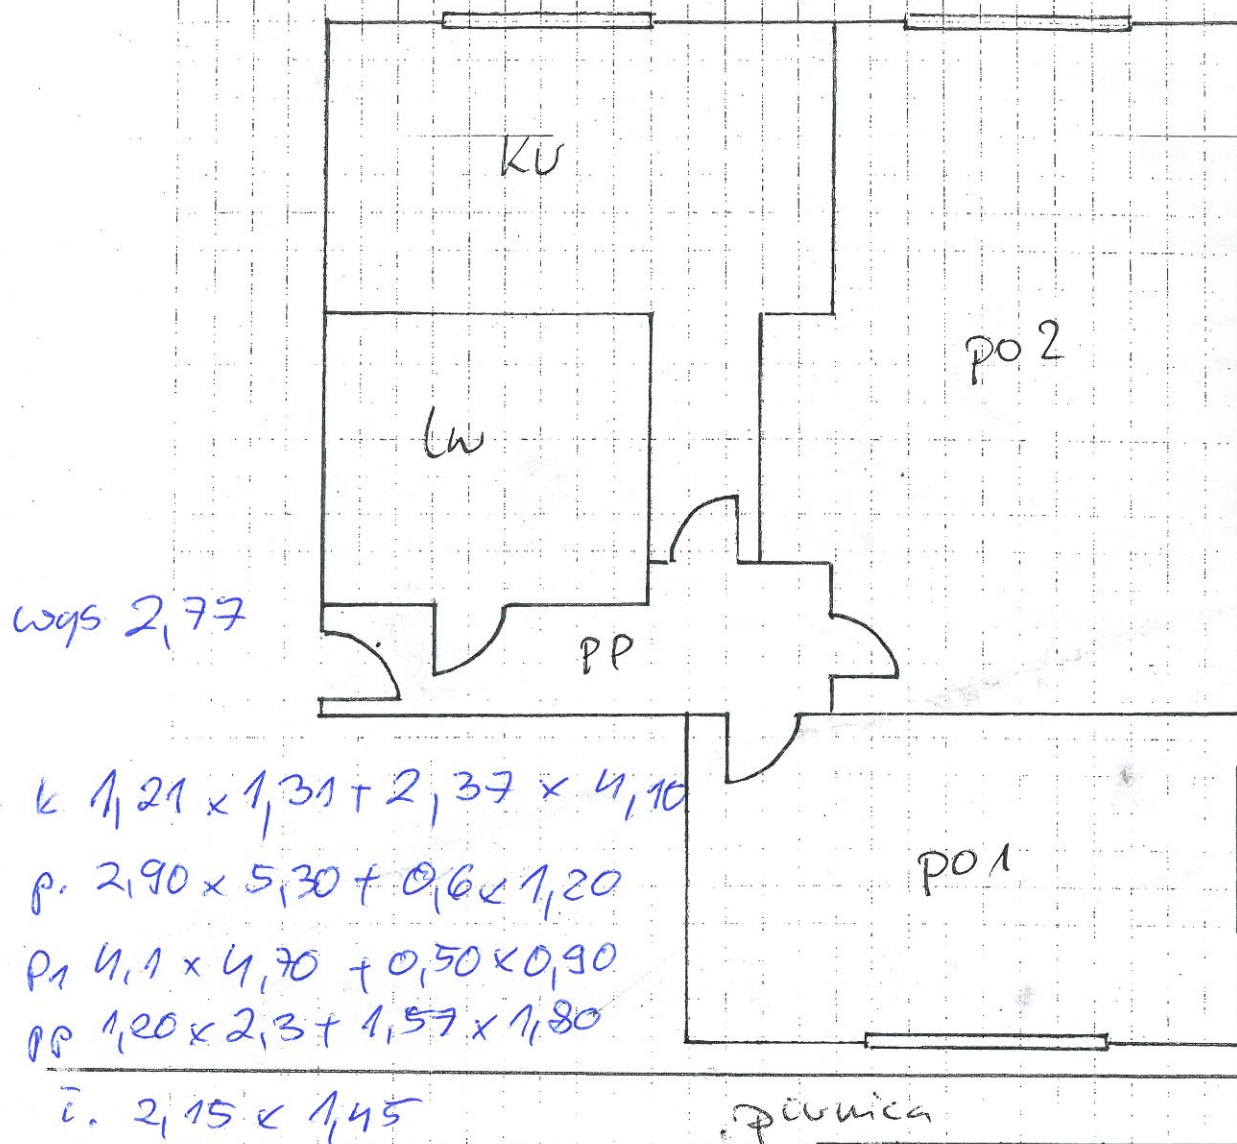 KU
po 2
łw
wys 2,77
pp
k 1,21 x 1,31 + 2,37 x 4,10
po1
p. 2,90 x 5,30 + 0,6 x 1,20
P1 4,1 x 4,70 + 0,50 x 0,90
pp 1,20 x 2,3 + 1,57 x 1,80
ł. 2,15 x 1,45
piwnica